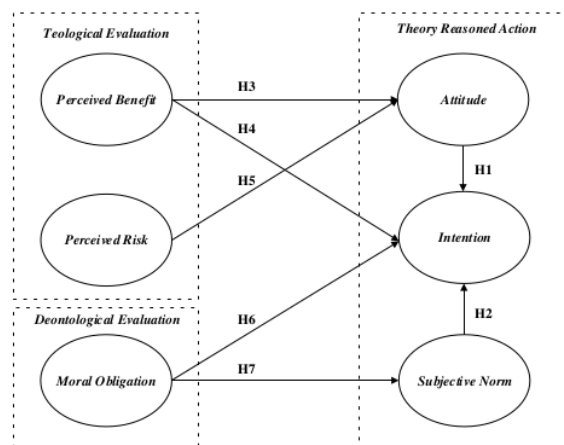 Teological Evaluation
Theory Reasoned Action
Perceived Benefit
H3
Attitude
H4
H1
H5
Perceived Risk
Intention
Deontological Evaluation
H6
H2
Moral Obligation
H7
Subjective Norm